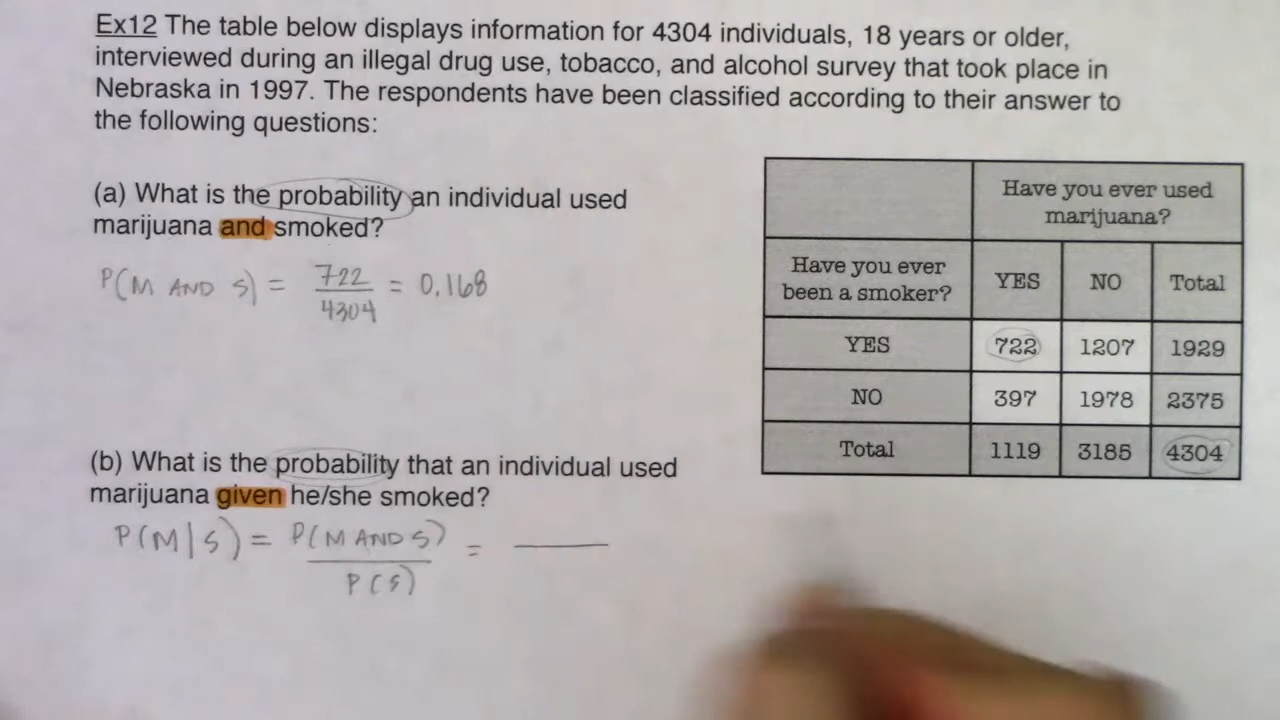 Ex12 The table below displays information for 4304 individuals, 18 years or older,
interviewed during an illegal drug use, tobacco, and alcohol survey that took place in
Nebraska in 1997. The respondents have been classified according to their answer to
the following questions:
(a) What is the probability an individual used
marijuana and smoked?
P(M AND S) = 722/4304 = 0.168
(b) What is the probability that an individual used
marijuana given he/she smoked?
P(M|S) = P(M AND S)/P(S) =
Have you ever used
marijuana?
Have you ever
been a smoker?
YES NO Total
YES 722 1207 1929
NO 397 1978 2375
Total 1119 3185 4304